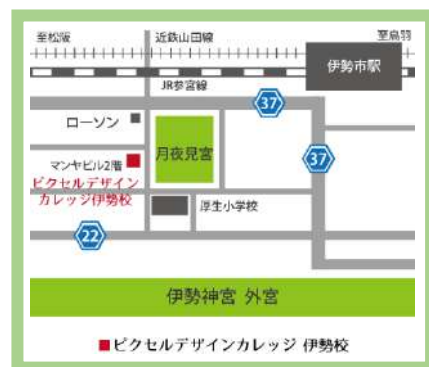 至松阪
近鉄山田線
至鳥羽
伊勢市駅
JR参宮線
37
ローソン
月夜見宮
37
マンヤビル2階
ピクセルデザイン
カレッジ伊勢校
厚生小学校
22
伊勢神宮 外宮
■ピクセルデザインカレッジ 伊勢校